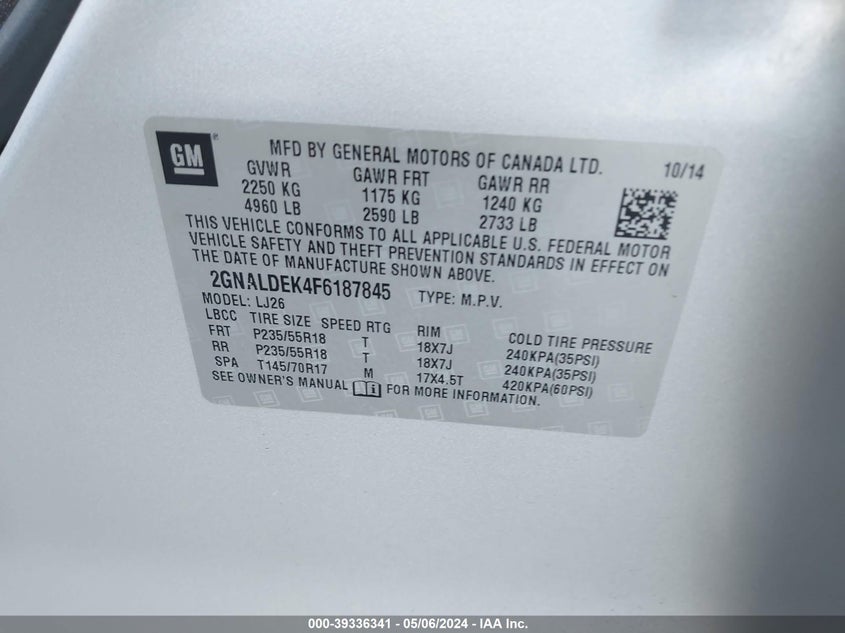 GM®
MFD BY GENERAL MOTORS OF CANADA LTD. 10/14
GVWR GAWR FRT GAWR RR
2250 KG 1175 KG 1240 KG
4960 LB 2590 LB 2733 LB
THIS VEHICLE CONFORMS TO ALL APPLICABLE U.S. FEDERAL MOTOR
VEHICLE SAFETY AND THEFT PREVENTION STANDARDS IN EFFECT ON
THE DATE OF MANUFACTURE SHOWN ABOVE.
2GNALDEK4F6187845 TYPE: M.P.V.
MODEL: LJ26
LBCC TIRE SIZE SPEED RTG RIM COLD TIRE PRESSURE
FRT P235/55R18 T 18X7J 240KPA(35PSI)
RR P235/55R18 T 18X7J 240KPA(35PSI)
SPA T145/70R17 M 17X4.5T 420KPA(60PSI)
SEE OWNER'S MANUAL FOR MORE INFORMATION.
000-39336341 - 05/06/2024 - IAA Inc.